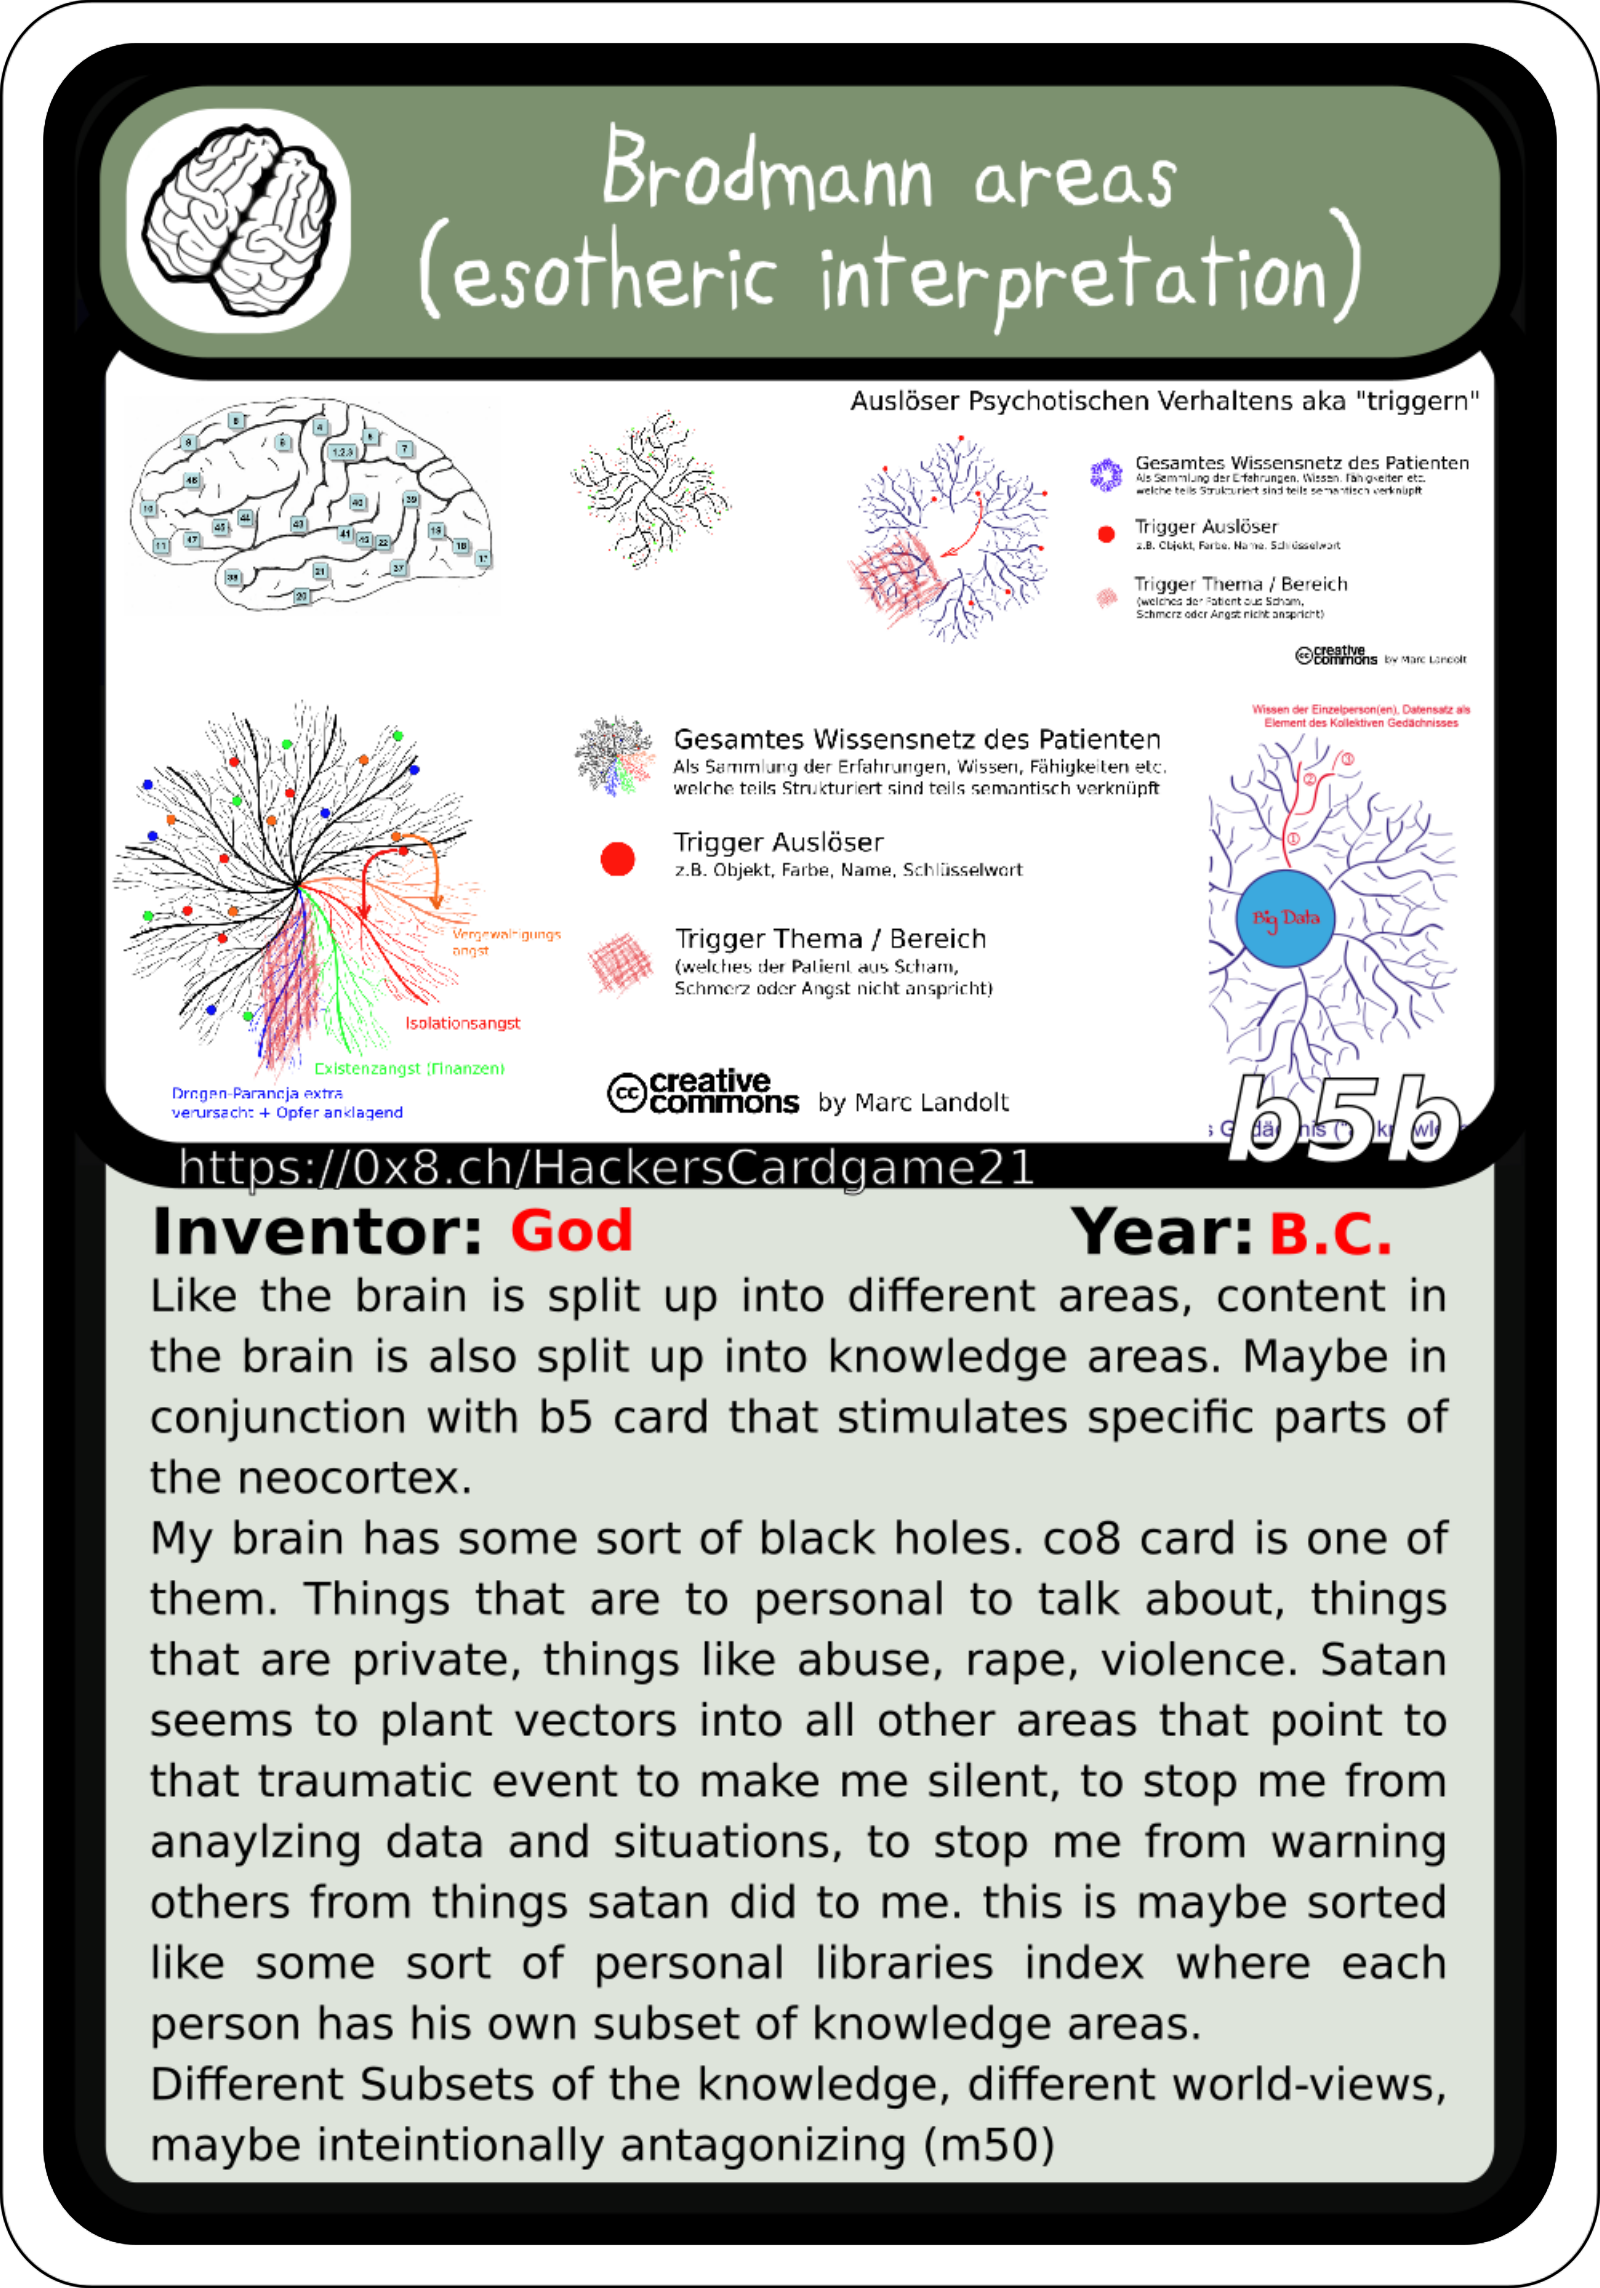 Brodmann areas
(esotheric interpretation)
Auslöser Psychotischen Verhaltens aka "triggern"
Gesamtes Wissensnetz des Patienten
Als Sammlung der Erfahrungen, Wissen, Fähigkeiten etc.
welche teils Strukturiert sind teils semantisch verknüpft
Trigger Auslöser
z.B. Objekt, Farbe, Name, Schlüsselwort
Trigger Thema / Bereich
(welches der Patient aus Scham,
Schmerz oder Angst nicht anspricht)
creative
commons by Marc Landolt
Wissen der Einzelperson(en), Datensatz als
Element des Kollektiven Gedächnisses
Gesamtes Wissensnetz des Patienten
Als Sammlung der Erfahrungen, Wissen, Fähigkeiten etc.
welche teils Strukturiert sind teils semantisch verknüpft
Trigger Auslöser
z.B. Objekt, Farbe, Name, Schlüsselwort
Trigger Thema / Bereich
(welches der Patient aus Scham,
Schmerz oder Angst nicht anspricht)
Big Data
Vergewaltigungs
angst
Isolationsangst
Existenzangst (Finanzen)
Drogen-Paranoja extra
verursacht + Opfer anklagend
cc creative
commons by Marc Landolt
b5b
https://0x8.ch/HackersCardgame21
Inventor: God Year: B.C.
Like the brain is split up into different areas, content in
the brain is also split up into knowledge areas. Maybe in
conjunction with b5 card that stimulates specific parts of
the neocortex.
My brain has some sort of black holes. co8 card is one of
them. Things that are to personal to talk about, things
that are private, things like abuse, rape, violence. Satan
seems to plant vectors into all other areas that point to
that traumatic event to make me silent, to stop me from
anaylzing data and situations, to stop me from warning
others from things satan did to me. this is maybe sorted
like some sort of personal libraries index where each
person has his own subset of knowledge areas.
Different Subsets of the knowledge, different world-views,
maybe inteintionally antagonizing (m50)